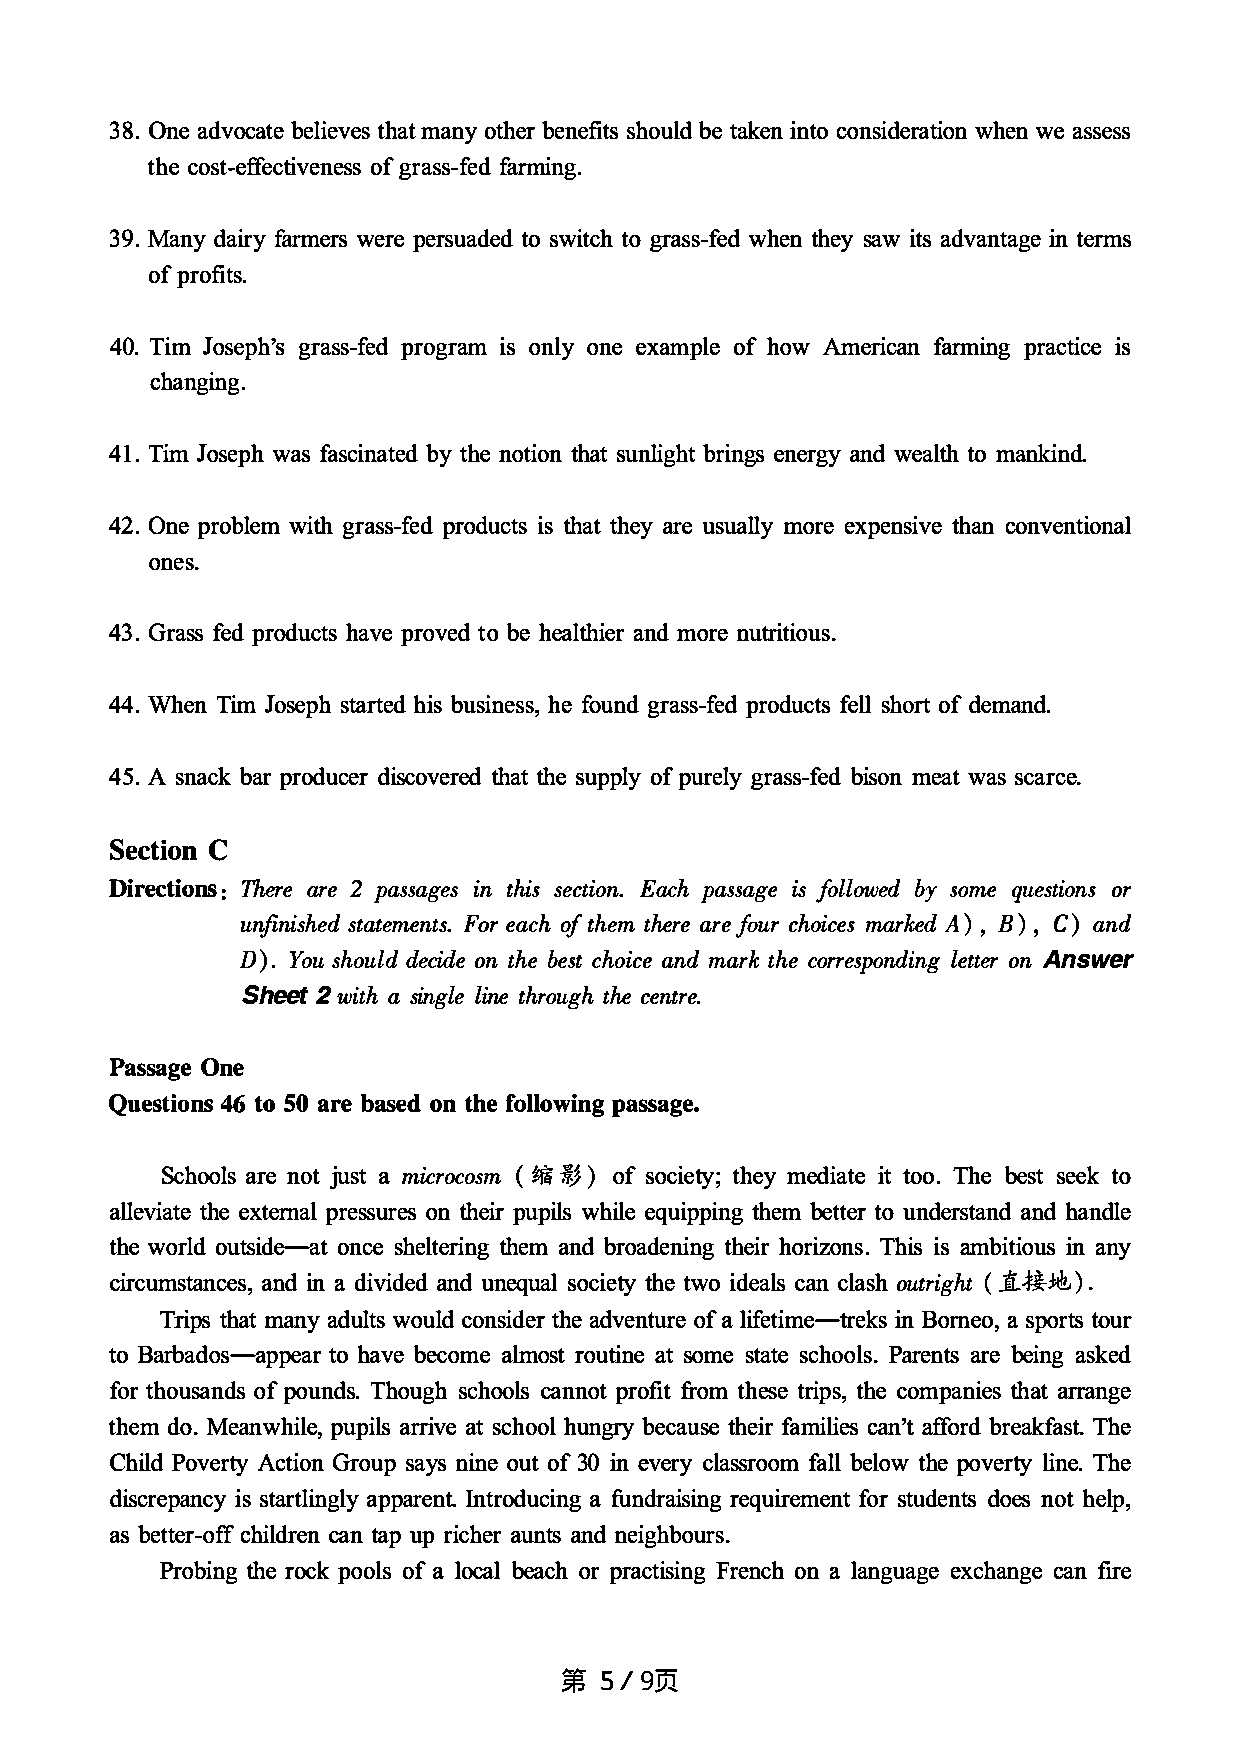 38. One advocate believes that many other benefits should be taken into consideration when we assess
the cost-effectiveness of grass-fed farming.
39. Many dairy farmers were persuaded to switch to grass-fed when they saw its advantage in terms
of profits.
40. Tim Joseph's grass-fed program is only one example of how American farming practice is
changing.
41. Tim Joseph was fascinated by the notion that sunlight brings energy and wealth to mankind.
42. One problem with grass-fed products is that they are usually more expensive than conventional
ones.
43. Grass fed products have proved to be healthier and more nutritious.
44. When Tim Joseph started his business, he found grass-fed products fell short of demand.
45. A snack bar producer discovered that the supply of purely grass-fed bison meat was scarce.
Section C
Directions: There are 2 passages in this section. Each passage is followed by some questions or
unfinished statements. For each of them there are four choices marked A), B), C) and
D). You should decide on the best choice and mark the corresponding letter on Answer
Sheet 2 with a single line through the centre.
Passage One
Questions 46 to 50 are based on the following passage.
Schools are not just a microcosm (缩影) of society; they mediate it too. The best seek to
alleviate the external pressures on their pupils while equipping them better to understand and handle
the world outside—at once sheltering them and broadening their horizons. This is ambitious in any
circumstances, and in a divided and unequal society the two ideals can clash outright (直接地).
Trips that many adults would consider the adventure of a lifetime—treks in Borneo, a sports tour
to Barbados—appear to have become almost routine at some state schools. Parents are being asked
for thousands of pounds. Though schools cannot profit from these trips, the companies that arrange
them do. Meanwhile, pupils arrive at school hungry because their families can't afford breakfast. The
Child Poverty Action Group says nine out of 30 in every classroom fall below the poverty line. The
discrepancy is startlingly apparent. Introducing a fundraising requirement for students does not help,
as better-off children can tap up richer aunts and neighbours.
Probing the rock pools of a local beach or practising French on a language exchange can fire
第 5 / 9页